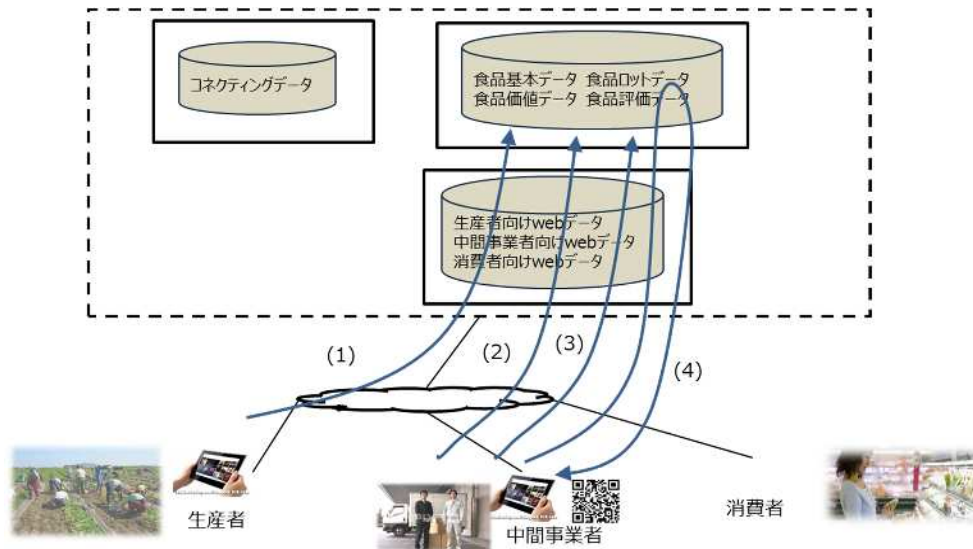 コネクティングデータ
食品基本データ 食品ロットデータ
食品価値データ 食品評価データ
生産者向けwebデータ
中間事業者向けwebデータ
消費者向けwebデータ
(1)
(2)
(3)
(4)
生産者
中間事業者
消費者